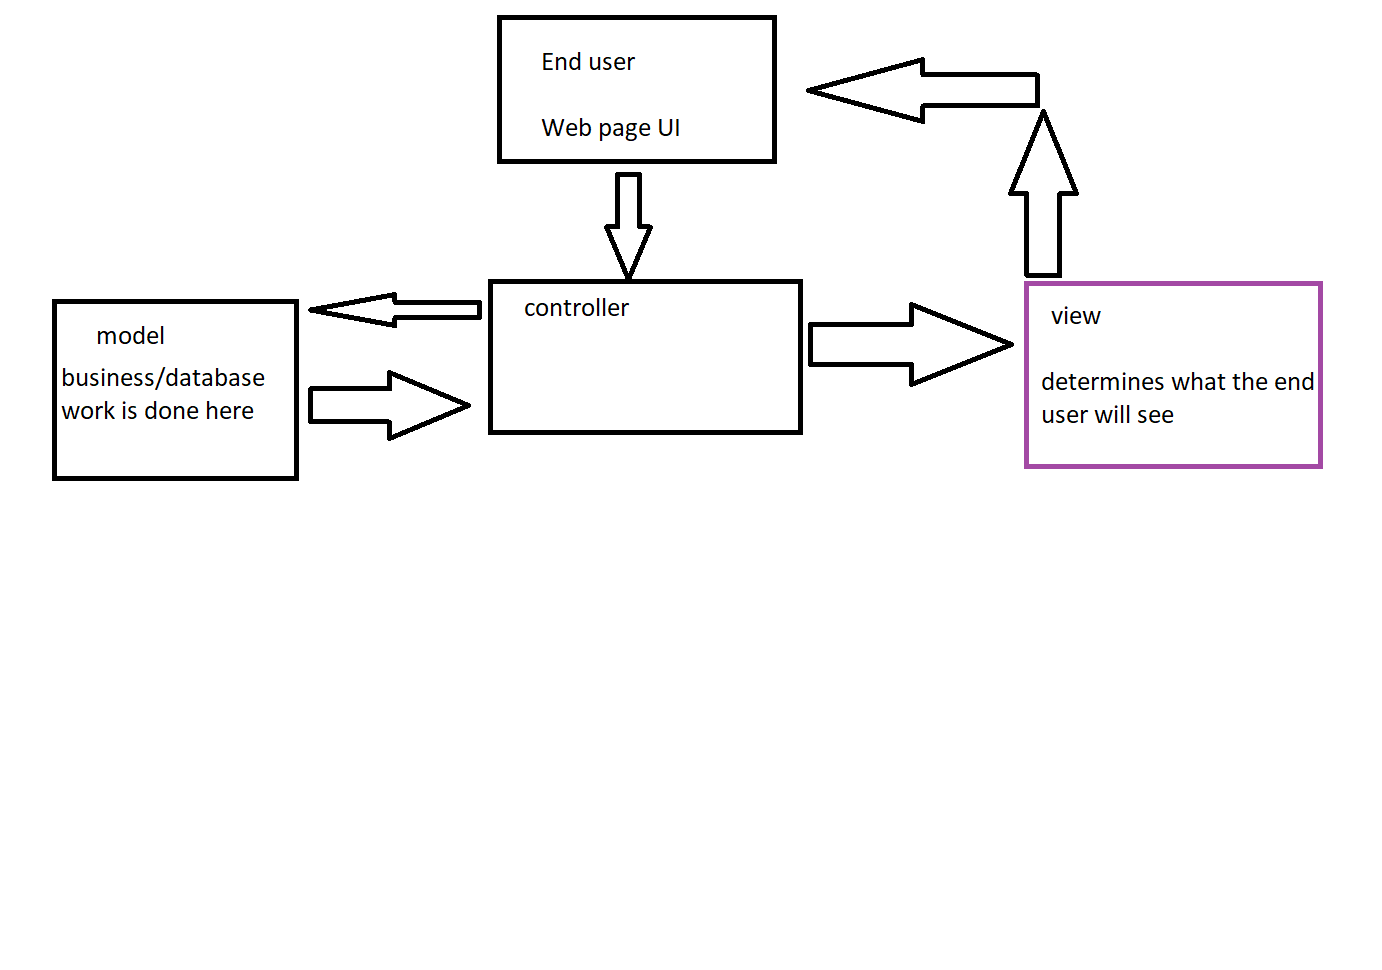 End user
Web page UI
controller
model
business/database
work is done here
view
determines what the end
user will see